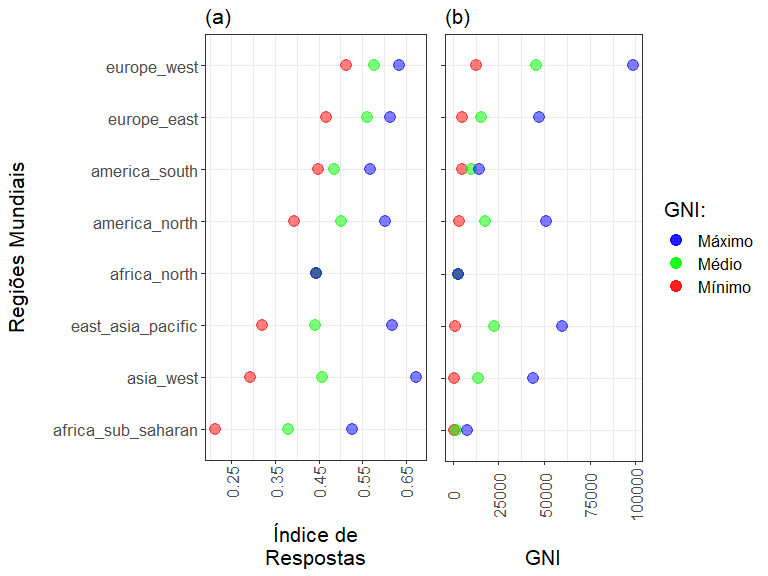 (a)
(b)
Regiões Mundiais
europe_west
europe_east
america_south
america_north
africa_north
east_asia_pacific
asia_west
africa_sub_saharan
0.25
0.35
0.45
0.55
0.65
0
25000
50000
75000
100000
Índice de
Respostas
GNI
GNI:
Máximo
Médio
Mínimo